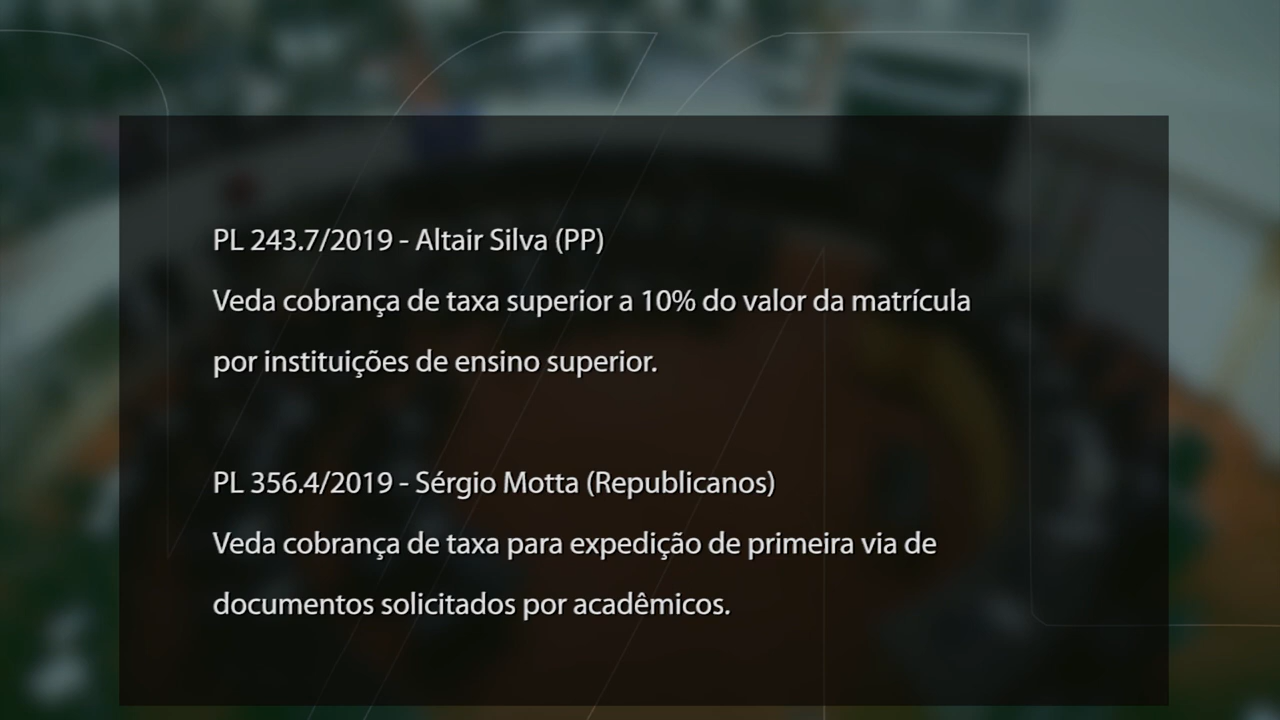 PL 243.7/2019 - Altair Silva (PP)
Veda cobrança de taxa superior a 10% do valor da matrícula
por instituições de ensino superior.
PL 356.4/2019 - Sérgio Motta (Republicanos)
Veda cobrança de taxa para expedição de primeira via de
documentos solicitados por acadêmicos.